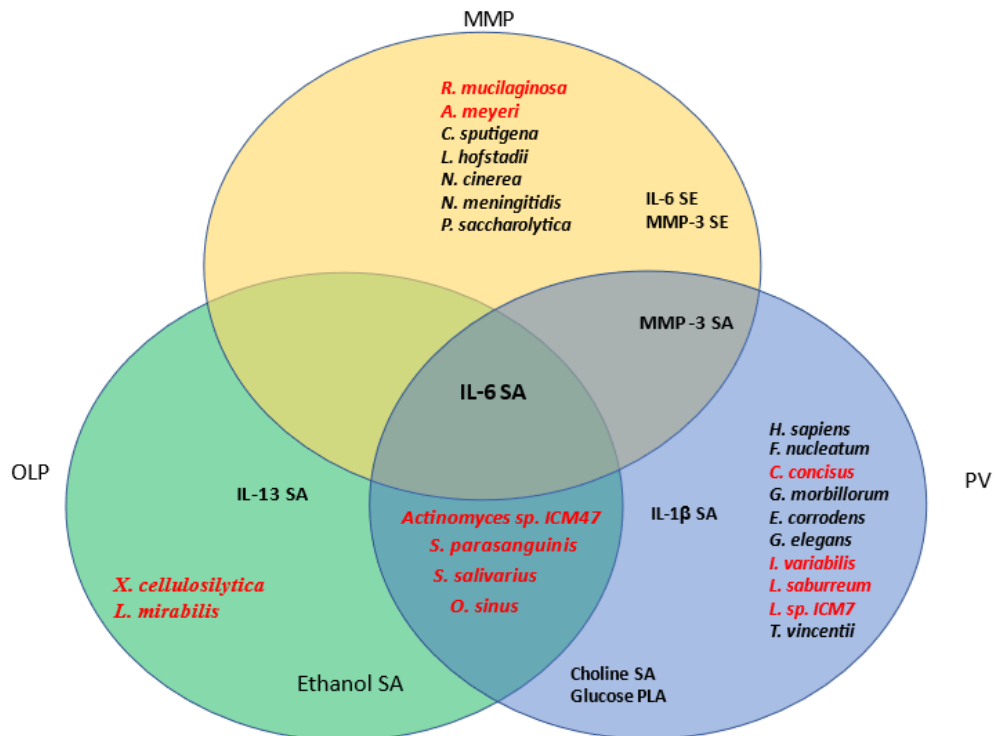 MMP
R. mucilaginosa
A. meyeri
C. sputigena
L. hofstadii
N. cinerea
N. meningitidis
P. saccharolytica
IL-6 SE
MMP-3 SE
MMP-3 SA
IL-6 SA
OLP
IL-13 SA
X. cellulosilytica
L. mirabilis
Ethanol SA
Actinomyces sp. ICM47
S. parasanguinis
S. salivarius
O. sinus
IL-1β SA
H. sapiens
F. nucleatum
C. concisus
G. morbillorum
E. corrodens
G. elegans
I. variabilis
L. saburreum
L. sp. ICM7
T. vincentii
PV
Choline SA
Glucose PLA